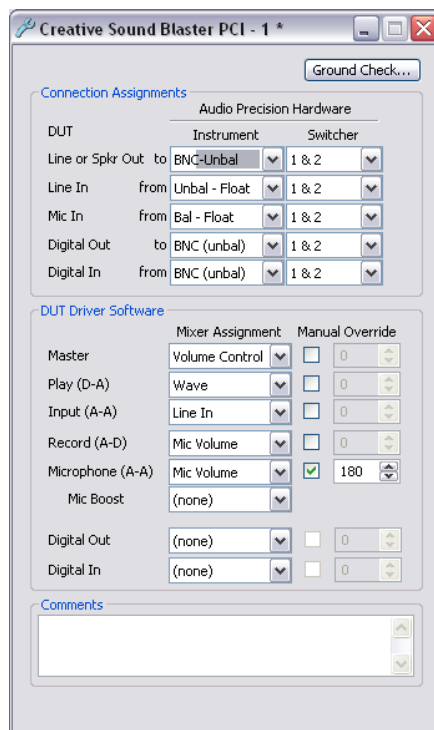 Creative Sound Blaster PCI - 1 *
Ground Check...
Connection Assignments
Audio Precision Hardware
DUT Instrument Switcher
Line or Spkr Out to BNC-Unbal 1 & 2
Line In from Unbal - Float 1 & 2
Mic In from Bal - Float 1 & 2
Digital Out to BNC (unbal) 1 & 2
Digital In from BNC (unbal) 1 & 2
DUT Driver Software
Mixer Assignment Manual Override
Master Volume Control 0
Play (D-A) Wave 0
Input (A-A) Line In 0
Record (A-D) Mic Volume 0
Microphone (A-A) Mic Volume 180
Mic Boost (none)
Digital Out (none) 0
Digital In (none) 0
Comments